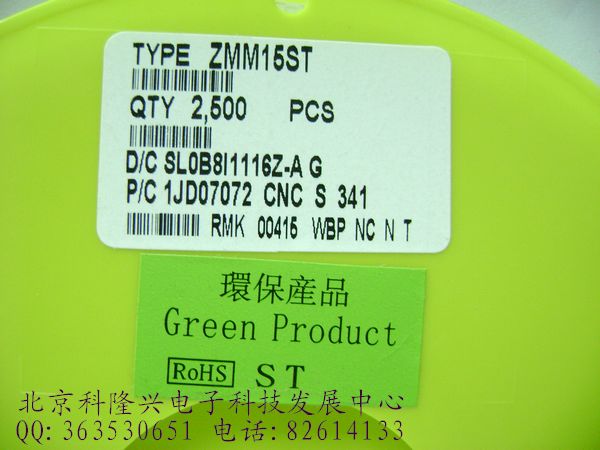 TYPE ZMM15ST
QTY 2,500 PCS
D/C SL0B8I1116Z-A G
P/C 1JD07072 CNC S 341
RMK 00415 WBP NC N T
環保産品
Green Product
RoHS ST
北京科隆兴电子科技发展中心
QQ:363530651 电话:82614133